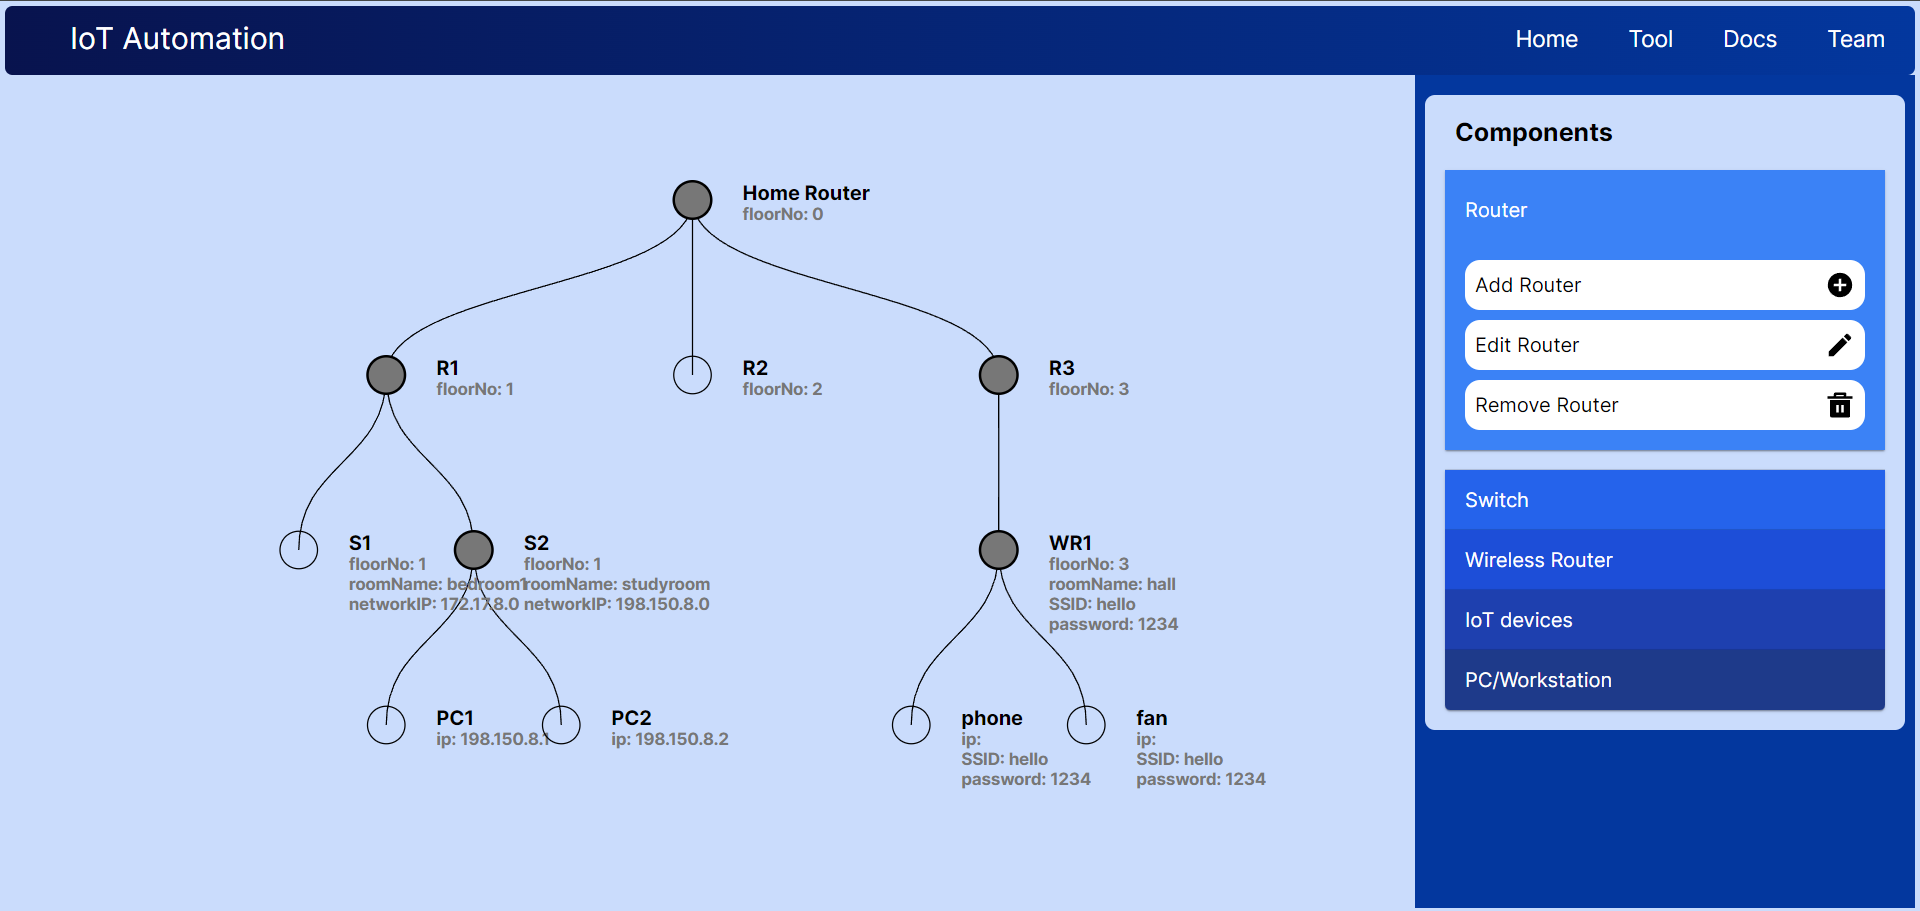 IoT Automation
Home
Tool
Docs
Team
Home Router
floorNo: 0
R1
floorNo: 1
R2
floorNo: 2
R3
floorNo: 3
S1
floorNo: 1
roomName: bedroom1
networkIP: 172.17.8.0
S2
floorNo: 1
roomName: studyroom
networkIP: 198.150.8.0
WR1
floorNo: 3
roomName: hall
SSID: hello
password: 1234
PC1
ip: 198.150.8.1
PC2
ip: 198.150.8.2
phone
ip:
SSID: hello
password: 1234
fan
ip:
SSID: hello
password: 1234
Components
Router
Add Router
Edit Router
Remove Router
Switch
Wireless Router
IoT devices
PC/Workstation